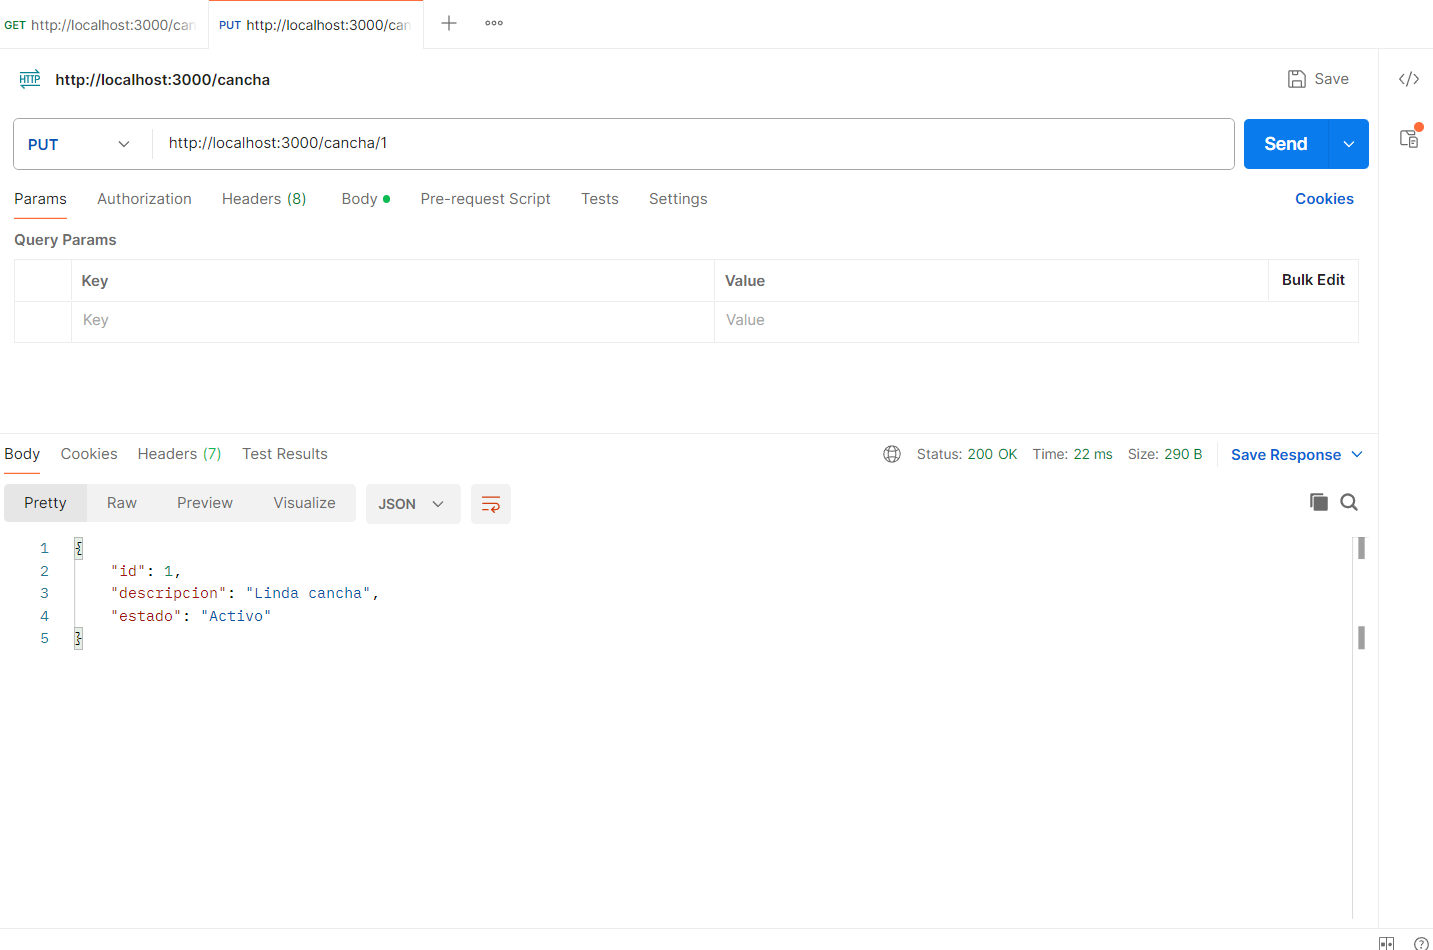 GET http://localhost:3000/can PUT http://localhost:3000/can
HTTP http://localhost:3000/cancha Save
PUT http://localhost:3000/cancha/1 Send
Params Authorization Headers (8) Body Pre-request Script Tests Settings Cookies
Query Params
Key Value Bulk Edit
Key Value
Body Cookies Headers (7) Test Results Status: 200 OK Time: 22 ms Size: 290 B Save Response
Pretty Raw Preview Visualize JSON
1 {
2 "id": 1,
3 "descripcion": "Linda cancha",
4 "estado": "Activo"
5 }